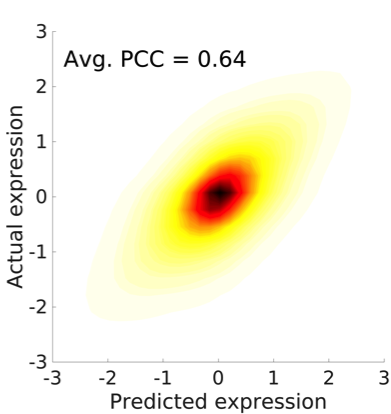 Avg. PCC = 0.64
Actual expression
3
2
1
0
-1
-2
-3
-3 -2 -1 0 1 2 3
Predicted expression